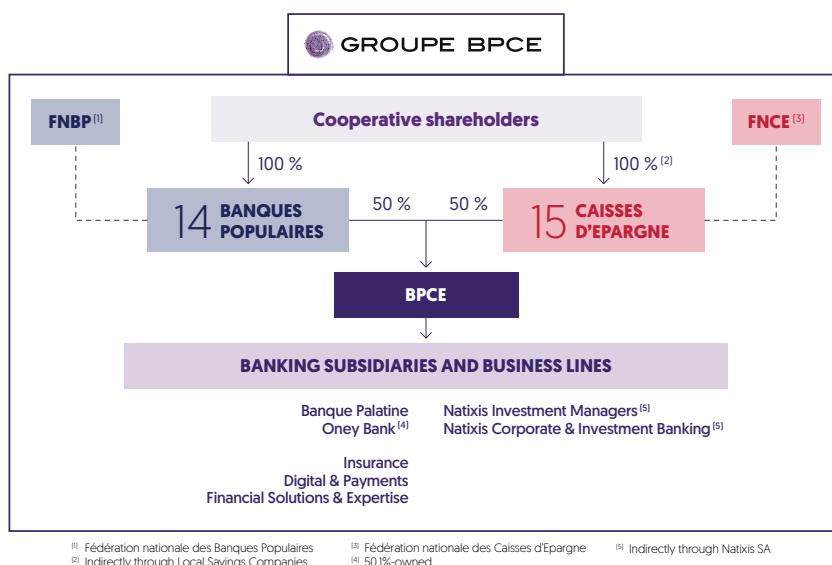 GROUPE BPCE
FNBP (1)
Cooperative shareholders
FNCE (3)
100 %
100 % (2)
14 BANQUES POPULAIRES
50 %
50 %
15 CAISSES D'EPARGNE
BPCE
BANKING SUBSIDIARIES AND BUSINESS LINES
Banque Palatine
Oney Bank (4)
Natixis Investment Managers (5)
Natixis Corporate & Investment Banking (5)
Insurance
Digital & Payments
Financial Solutions & Expertise
(1) Fédération nationale des Banques Populaires
(2) Indirectly through Local Savings Companies
(3) Fédération nationale des Caisses d'Epargne
(4) 50.1%-owned
(5) Indirectly through Natixis SA